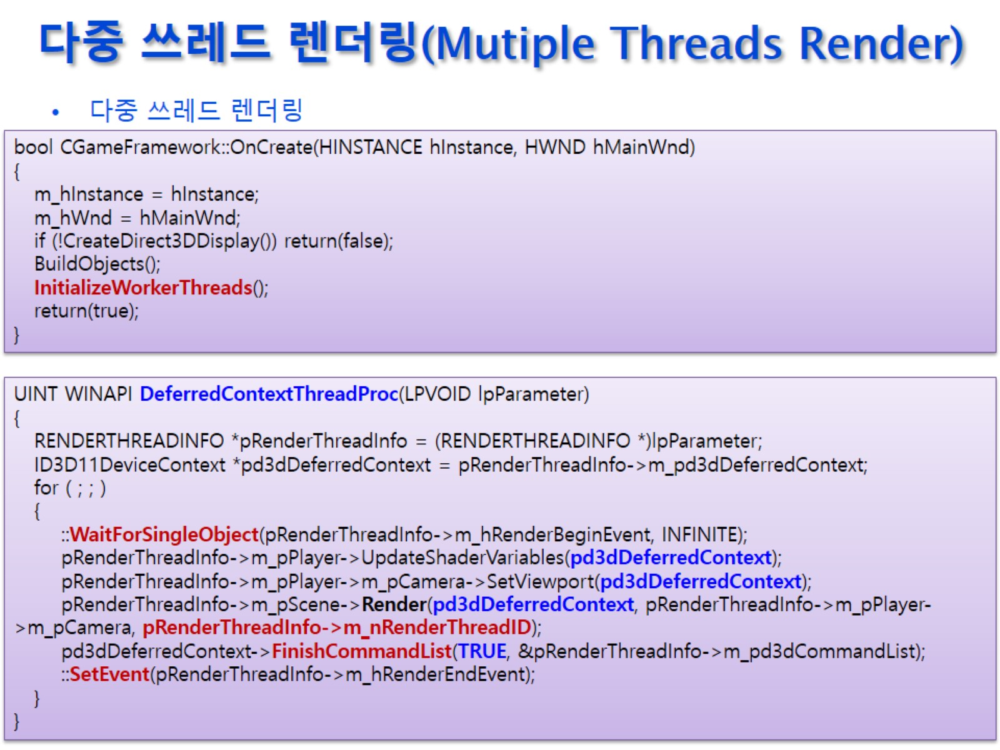 다중 쓰레드 렌더링(Mutiple Threads Render)
• 다중 쓰레드 렌더링
bool CGameFramework::OnCreate(HINSTANCE hInstance, HWND hMainWnd)
{
m_hInstance = hInstance;
m_hWnd = hMainWnd;
if (!CreateDirect3DDisplay()) return(false);
BuildObjects();
InitializeWorkerThreads();
return(true);
}
UINT WINAPI DeferredContextThreadProc(LPVOID lpParameter)
{
RENDERTHREADINFO *pRenderThreadInfo = (RENDERTHREADINFO *)lpParameter;
ID3D11DeviceContext *pd3dDeferredContext = pRenderThreadInfo->m_pd3dDeferredContext;
for ( ; ; )
{
::WaitForSingleObject(pRenderThreadInfo->m_hRenderBeginEvent, INFINITE);
pRenderThreadInfo->m_pPlayer->UpdateShaderVariables(pd3dDeferredContext);
pRenderThreadInfo->m_pPlayer->m_pCamera->SetViewport(pd3dDeferredContext);
pRenderThreadInfo->m_pScene->Render(pd3dDeferredContext, pRenderThreadInfo->m_pPlayer-
>m_pCamera, pRenderThreadInfo->m_nRenderThreadID);
pd3dDeferredContext->FinishCommandList(TRUE, &pRenderThreadInfo->m_pd3dCommandList);
::SetEvent(pRenderThreadInfo->m_hRenderEndEvent);
}
}